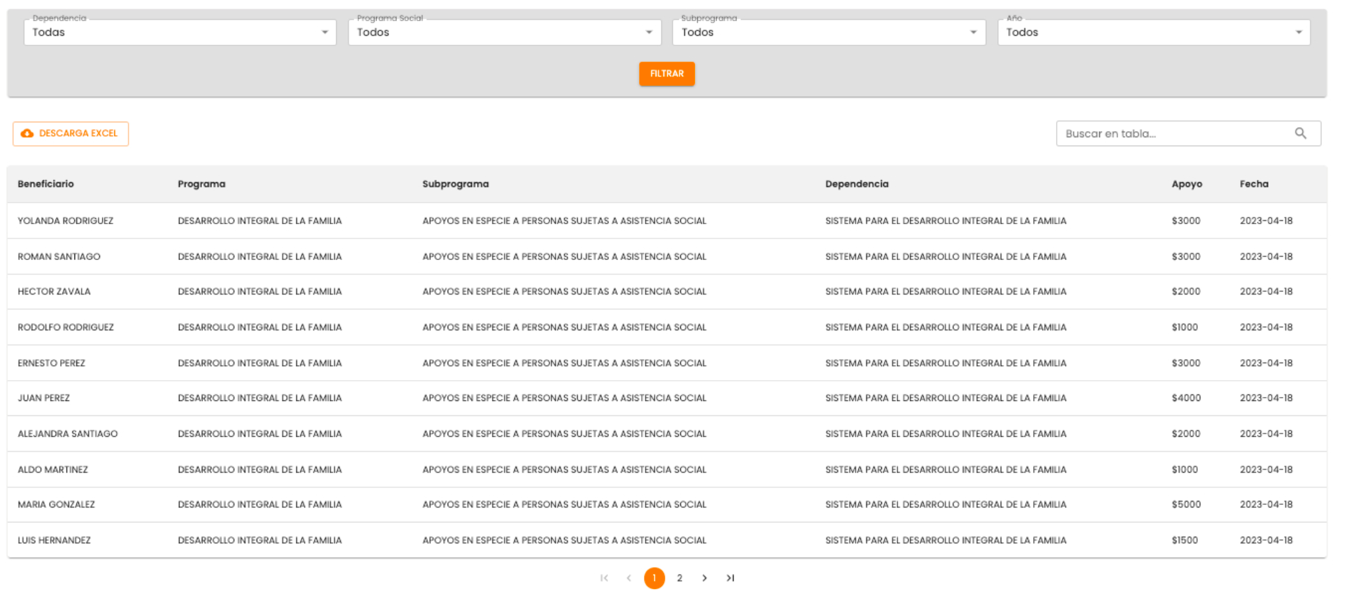 Dependencia Programa Social Subprograma Año
Todas Todos Todos Todos
FILTRAR
DESCARGA EXCEL Buscar en tabla...
Beneficiario Programa Subprograma Dependencia Apoyo Fecha
YOLANDA RODRIGUEZ DESARROLLO INTEGRAL DE LA FAMILIA APOYOS EN ESPECIE A PERSONAS SUJETAS A ASISTENCIA SOCIAL SISTEMA PARA EL DESARROLLO INTEGRAL DE LA FAMILIA $3000 2023-04-18
ROMAN SANTIAGO DESARROLLO INTEGRAL DE LA FAMILIA APOYOS EN ESPECIE A PERSONAS SUJETAS A ASISTENCIA SOCIAL SISTEMA PARA EL DESARROLLO INTEGRAL DE LA FAMILIA $3000 2023-04-18
HECTOR ZAVALA DESARROLLO INTEGRAL DE LA FAMILIA APOYOS EN ESPECIE A PERSONAS SUJETAS A ASISTENCIA SOCIAL SISTEMA PARA EL DESARROLLO INTEGRAL DE LA FAMILIA $2000 2023-04-18
RODOLFO RODRIGUEZ DESARROLLO INTEGRAL DE LA FAMILIA APOYOS EN ESPECIE A PERSONAS SUJETAS A ASISTENCIA SOCIAL SISTEMA PARA EL DESARROLLO INTEGRAL DE LA FAMILIA $1000 2023-04-18
ERNESTO PEREZ DESARROLLO INTEGRAL DE LA FAMILIA APOYOS EN ESPECIE A PERSONAS SUJETAS A ASISTENCIA SOCIAL SISTEMA PARA EL DESARROLLO INTEGRAL DE LA FAMILIA $3000 2023-04-18
JUAN PEREZ DESARROLLO INTEGRAL DE LA FAMILIA APOYOS EN ESPECIE A PERSONAS SUJETAS A ASISTENCIA SOCIAL SISTEMA PARA EL DESARROLLO INTEGRAL DE LA FAMILIA $4000 2023-04-18
ALEJANDRA SANTIAGO DESARROLLO INTEGRAL DE LA FAMILIA APOYOS EN ESPECIE A PERSONAS SUJETAS A ASISTENCIA SOCIAL SISTEMA PARA EL DESARROLLO INTEGRAL DE LA FAMILIA $2000 2023-04-18
ALDO MARTINEZ DESARROLLO INTEGRAL DE LA FAMILIA APOYOS EN ESPECIE A PERSONAS SUJETAS A ASISTENCIA SOCIAL SISTEMA PARA EL DESARROLLO INTEGRAL DE LA FAMILIA $1000 2023-04-18
MARIA GONZALEZ DESARROLLO INTEGRAL DE LA FAMILIA APOYOS EN ESPECIE A PERSONAS SUJETAS A ASISTENCIA SOCIAL SISTEMA PARA EL DESARROLLO INTEGRAL DE LA FAMILIA $5000 2023-04-18
LUIS HERNANDEZ DESARROLLO INTEGRAL DE LA FAMILIA APOYOS EN ESPECIE A PERSONAS SUJETAS A ASISTENCIA SOCIAL SISTEMA PARA EL DESARROLLO INTEGRAL DE LA FAMILIA $1500 2023-04-18
1 2